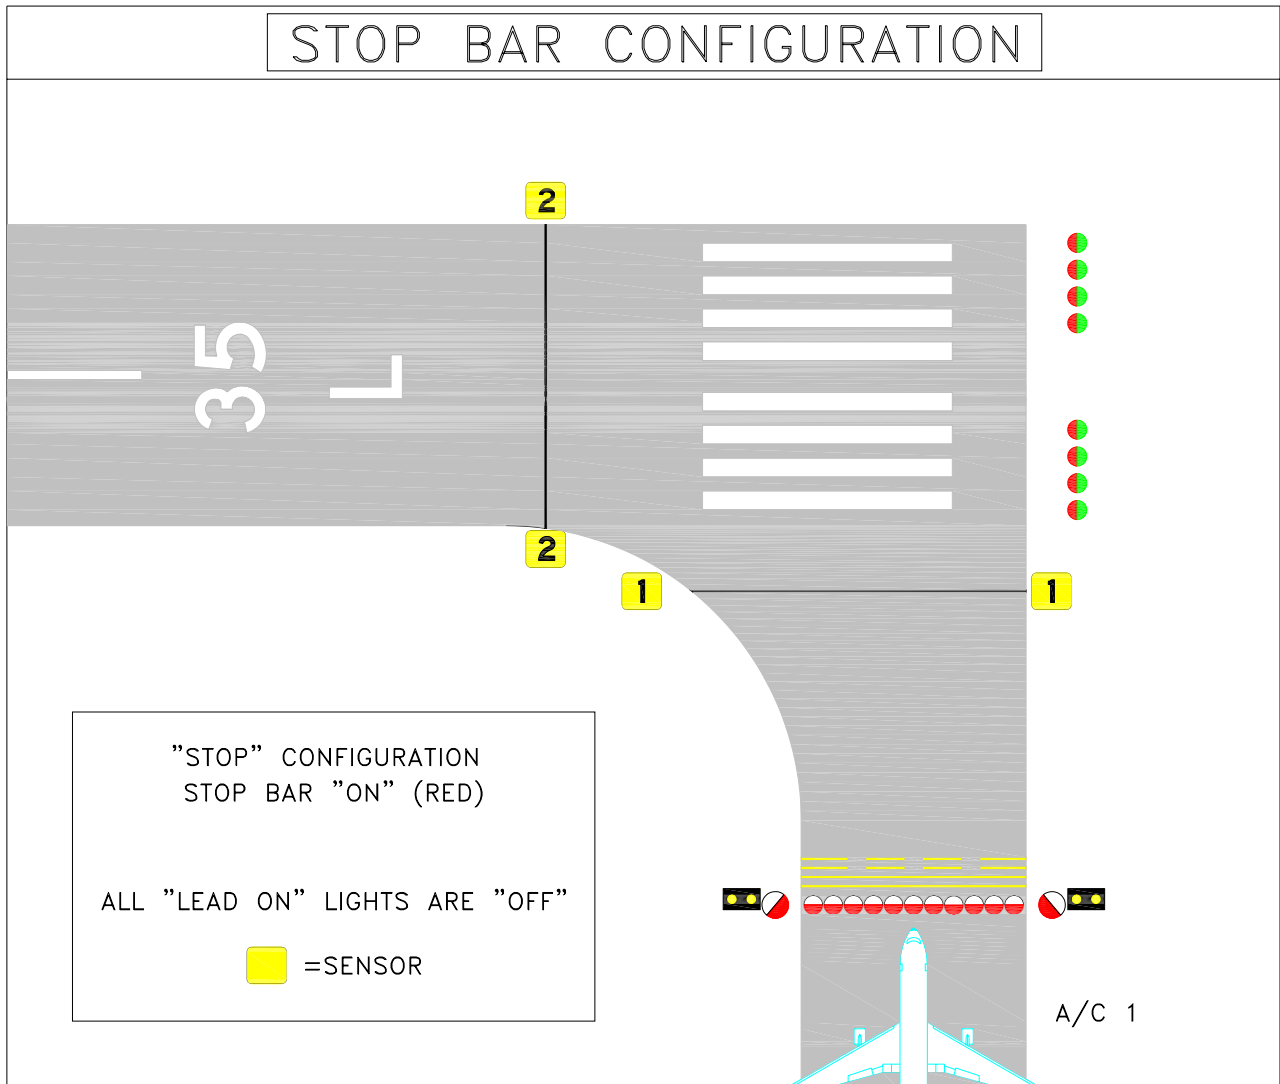 STOP BAR CONFIGURATION
2
35
L
2
1
1
”STOP” CONFIGURATION
STOP BAR ”ON” (RED)
ALL ”LEAD ON” LIGHTS ARE ”OFF”
=SENSOR
A/C 1